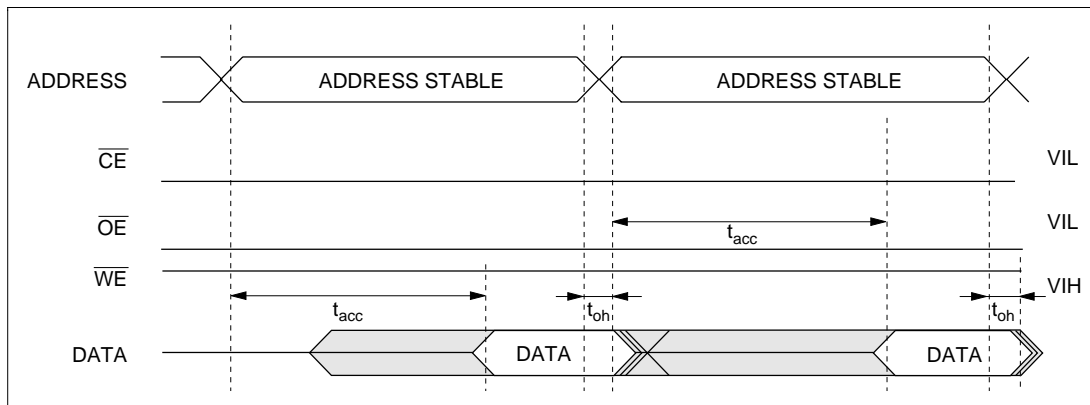 ADDRESS
ADDRESS STABLE
ADDRESS STABLE
CE
VIL
OE
tacc
VIL
WE
tacc
toh
VIH
toh
DATA
DATA
DATA